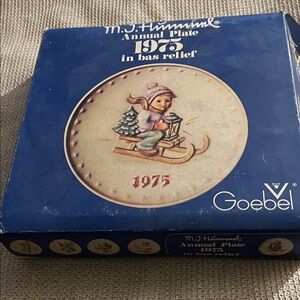 M.J.Hummel®
Annual Plate
1975
in bas relief
1975
Goebel
M.J.Hummel
Annual Plate
1975
in bas relief